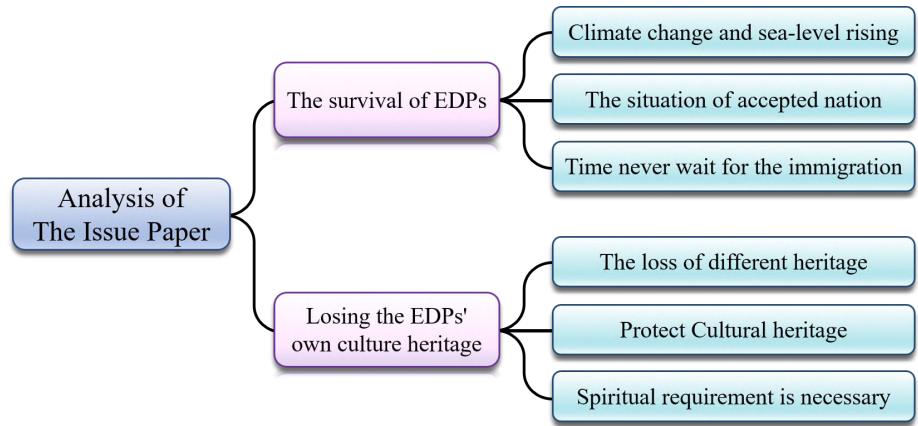 Analysis of
The Issue Paper
The survival of EDPs
Climate change and sea-level rising
The situation of accepted nation
Time never wait for the immigration
Losing the EDPs'
own culture heritage
The loss of different heritage
Protect Cultural heritage
Spiritual requirement is necessary